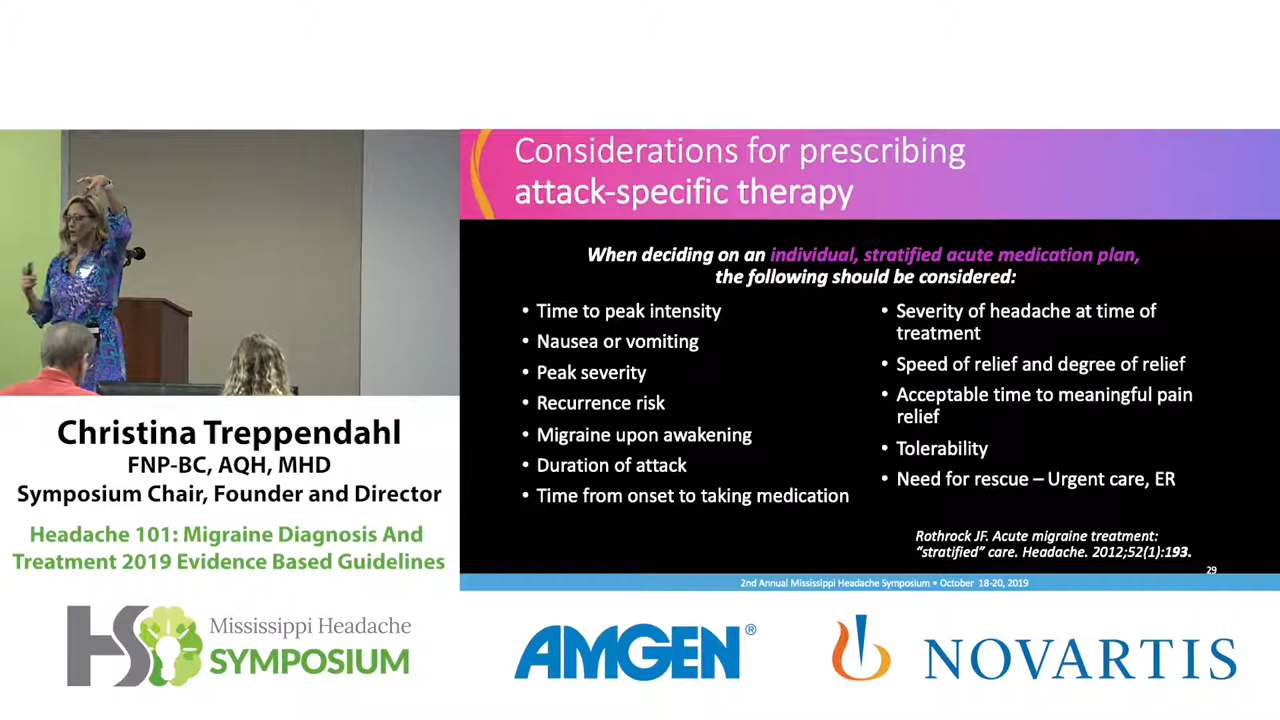 Considerations for prescribing
attack-specific therapy
When deciding on an individual, stratified acute medication plan,
the following should be considered:
• Time to peak intensity
• Nausea or vomiting
• Peak severity
• Recurrence risk
• Migraine upon awakening
• Duration of attack
• Time from onset to taking medication
• Severity of headache at time of
treatment
• Speed of relief and degree of relief
• Acceptable time to meaningful pain
relief
• Tolerability
• Need for rescue – Urgent care, ER
Rothrock JF. Acute migraine treatment:
“stratified” care. Headache. 2012;52(1):193.
29
2nd Annual Mississippi Headache Symposium • October 18-20, 2019
Christina Treppendahl
FNP-BC, AQH, MHD
Symposium Chair, Founder and Director
Headache 101: Migraine Diagnosis And
Treatment 2019 Evidence Based Guidelines
HS
Mississippi Headache
SYMPOSIUM
AMGEN®
NOVARTIS